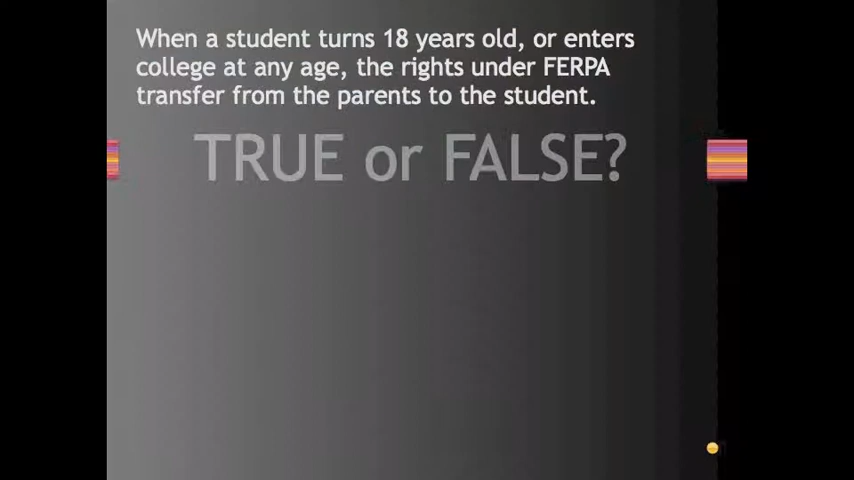 When a student turns 18 years old, or enters
college at any age, the rights under FERPA
transfer from the parents to the student.
TRUE or FALSE?